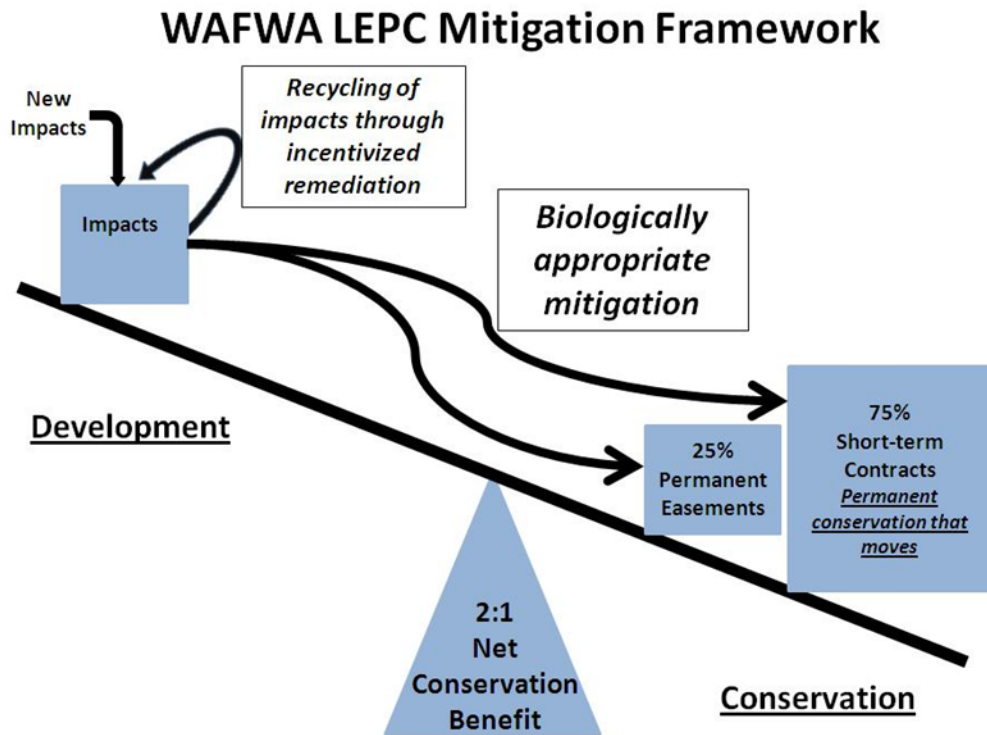 WAFWA LEPC Mitigation Framework
New
Impacts
Recycling of
impacts through
incentivized
remediation
Impacts
Biologically
appropriate
mitigation
Development
25%
Permanent
Easements
75%
Short-term
Contracts
Permanent
conservation that
moves
2:1
Net
Conservation
Benefit
Conservation